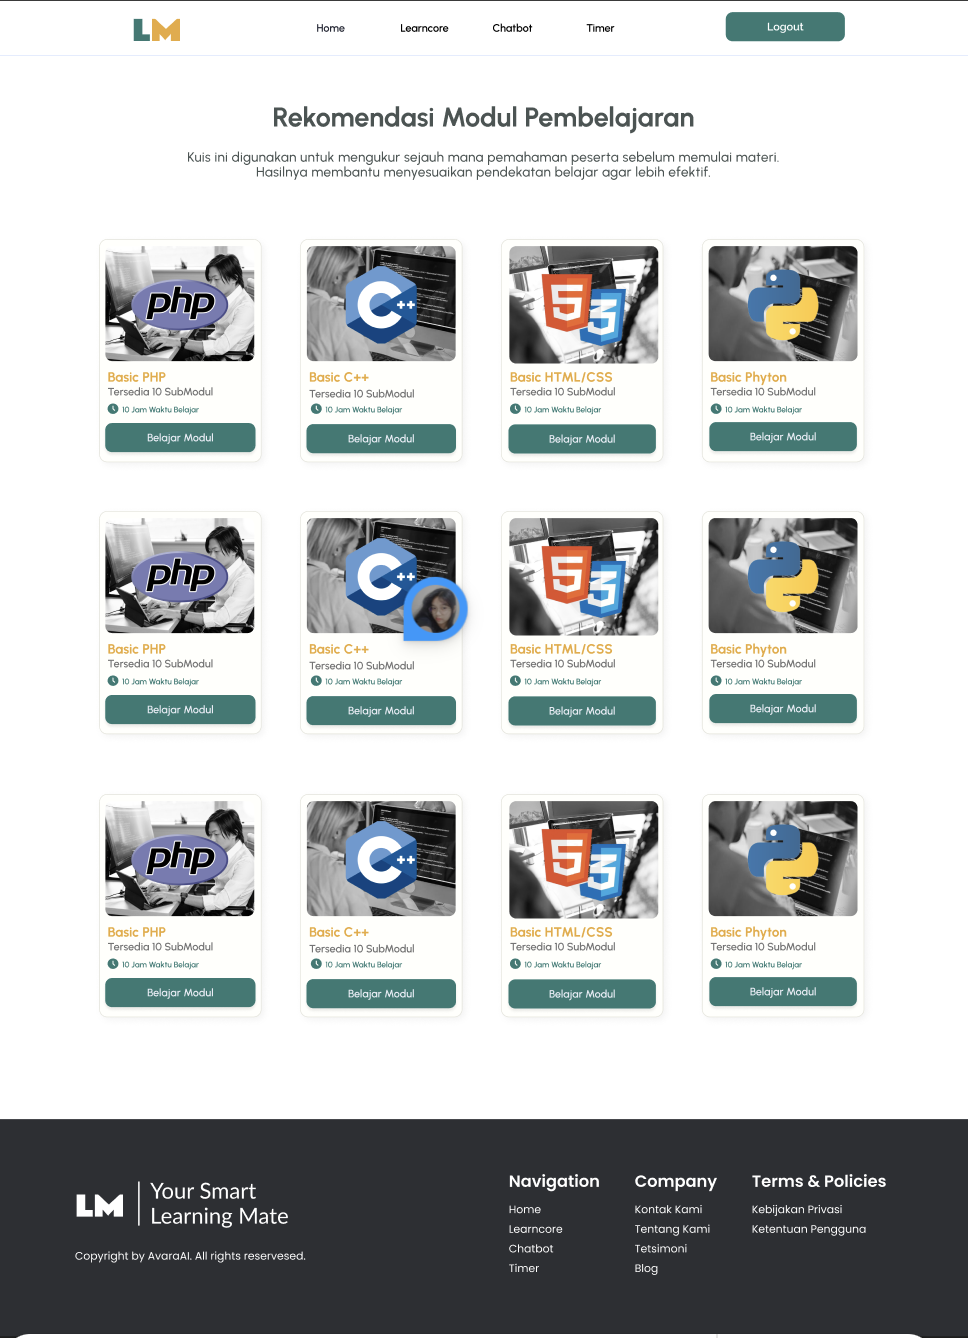 LM
Home
Learncore
Chatbot
Timer
Logout
Rekomendasi Modul Pembelajaran
Kuis ini digunakan untuk mengukur sejauh mana pemahaman peserta sebelum memulai materi.
Hasilnya membantu menyesuaikan pendekatan belajar agar lebih efektif.
php
Basic PHP
Tersedia 10 SubModul
10 Jam Waktu Belajar
Belajar Modul
C++
Basic C++
Tersedia 10 SubModul
10 Jam Waktu Belajar
Belajar Modul
5
3
Basic HTML/CSS
Tersedia 10 SubModul
10 Jam Waktu Belajar
Belajar Modul
Basic Phyton
Tersedia 10 SubModul
10 Jam Waktu Belajar
Belajar Modul
php
Basic PHP
Tersedia 10 SubModul
10 Jam Waktu Belajar
Belajar Modul
C++
Basic C++
Tersedia 10 SubModul
10 Jam Waktu Belajar
Belajar Modul
5
3
Basic HTML/CSS
Tersedia 10 SubModul
10 Jam Waktu Belajar
Belajar Modul
Basic Phyton
Tersedia 10 SubModul
10 Jam Waktu Belajar
Belajar Modul
php
Basic PHP
Tersedia 10 SubModul
10 Jam Waktu Belajar
Belajar Modul
C++
Basic C++
Tersedia 10 SubModul
10 Jam Waktu Belajar
Belajar Modul
5
3
Basic HTML/CSS
Tersedia 10 SubModul
10 Jam Waktu Belajar
Belajar Modul
Basic Phyton
Tersedia 10 SubModul
10 Jam Waktu Belajar
Belajar Modul
LM
Your Smart
Learning Mate
Copyright by AvaraAI. All rights reservesed.
Navigation
Home
Learncore
Chatbot
Timer
Company
Kontak Kami
Tentang Kami
Tetsimoni
Blog
Terms & Policies
Kebijakan Privasi
Ketentuan Pengguna